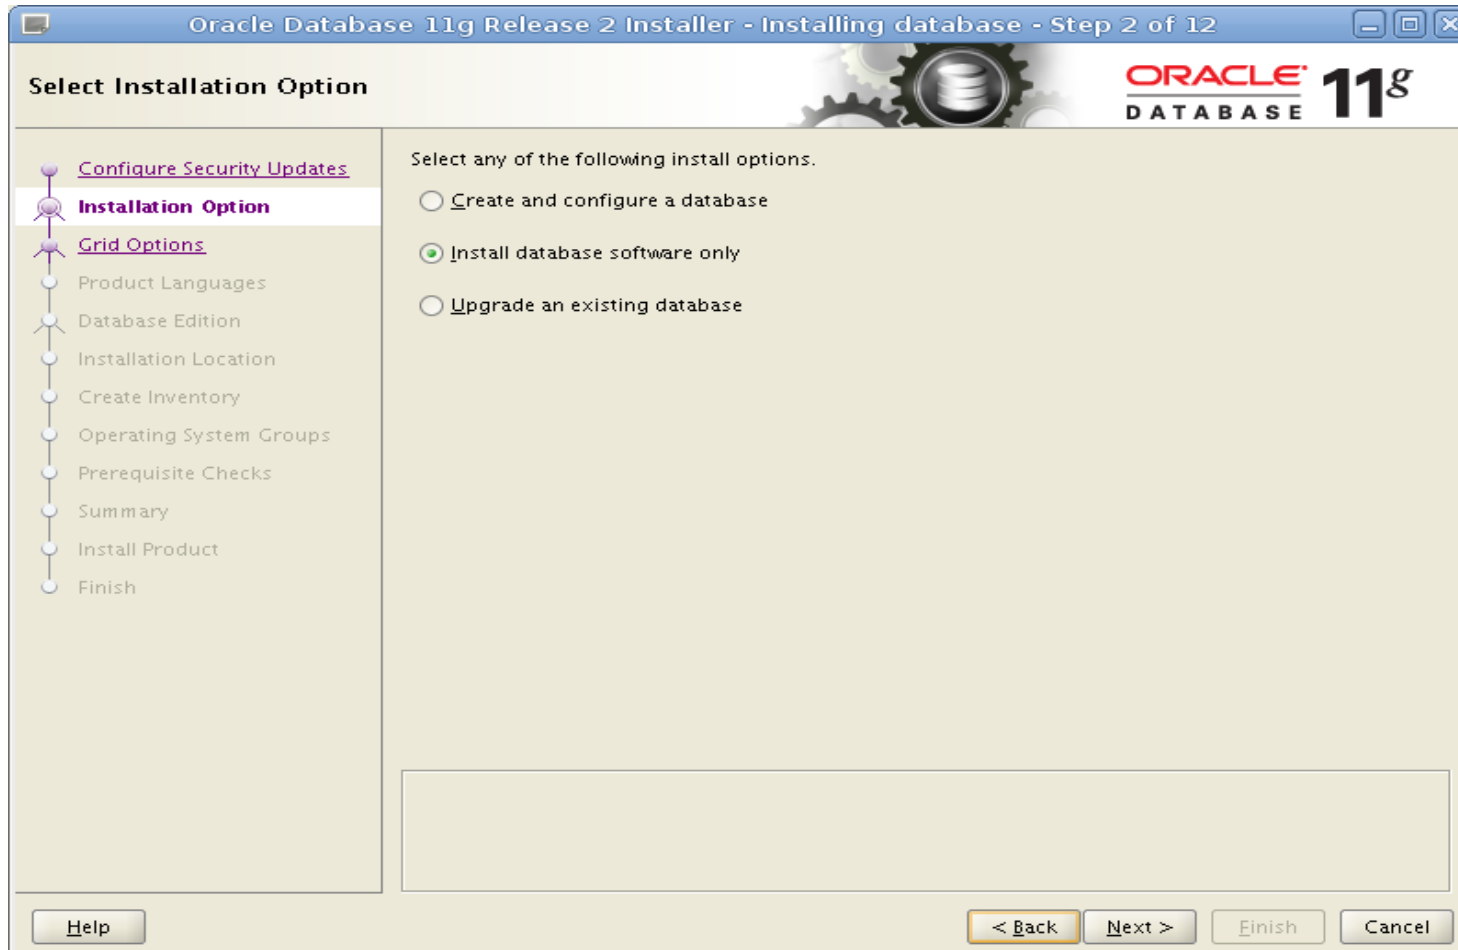 Oracle Database 11g Release 2 Installer - Installing database - Step 2 of 12
Select Installation Option
ORACLE
DATABASE
11g
Configure Security Updates
Installation Option
Grid Options
Product Languages
Database Edition
Installation Location
Create Inventory
Operating System Groups
Prerequisite Checks
Summary
Install Product
Finish
Select any of the following install options.
Create and configure a database
Install database software only
Upgrade an existing database
Help
< Back
Next >
Finish
Cancel